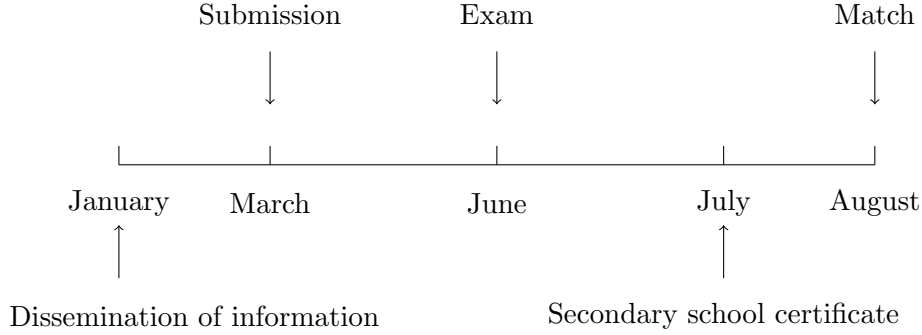 Submission Exam Match
January March June July August
Dissemination of information Secondary school certificate